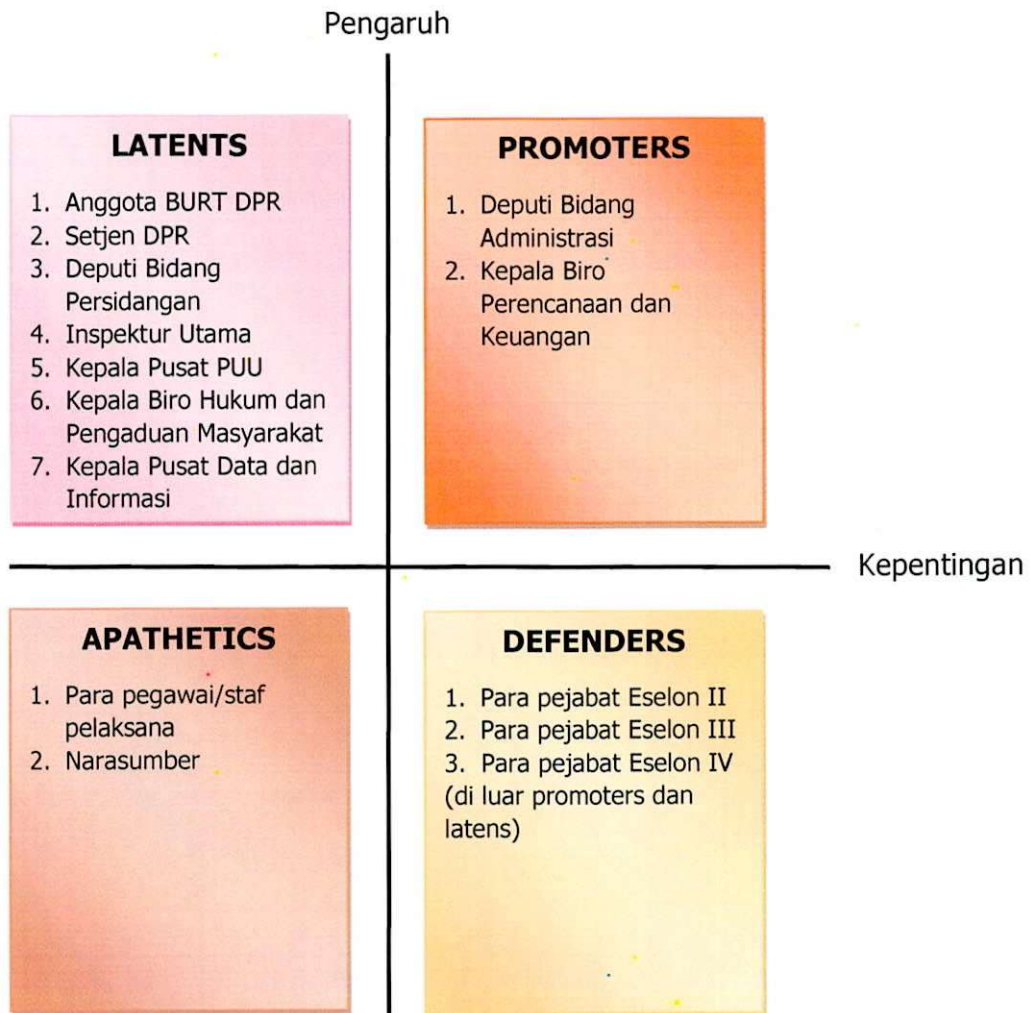 Pengaruh
LATENTS
1. Anggota BURT DPR
2. Setjen DPR
3. Deputi Bidang
Persidangan
4. Inspektur Utama
5. Kepala Pusat PUU
6. Kepala Biro Hukum dan
Pengaduan Masyarakat
7. Kepala Pusat Data dan
Informasi
PROMOTERS
1. Deputi Bidang
Administrasi
2. Kepala Biro
Perencanaan dan
Keuangan
Kepentingan
APATHETICS
1. Para pegawai/staf
pelaksana
2. Narasumber
DEFENDERS
1. Para pejabat Eselon II
2. Para pejabat Eselon III
3. Para pejabat Eselon IV
(di luar promoters dan
latens)